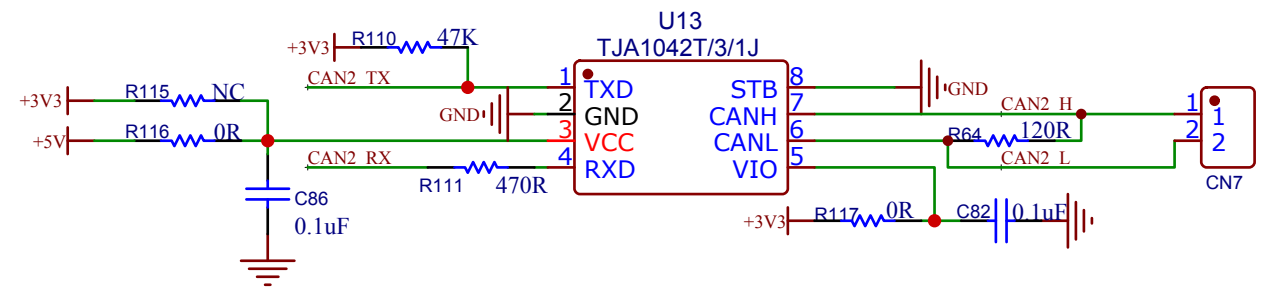 U13
TJA1042T/3/1J
+3V3 R110 47K
CAN2_TX
1 TXD
2 GND
3 VCC
4 RXD
STB 8
CANH 7
CANL 6
VIO 5
+3V3 R115 NC
+5V R116 0R
GND
CAN2_RX
R111 470R
C86
0.1uF
GND
CAN2_H
R64 120R
CAN2_L
1 1
2 2
CN7
+3V3 R117 0R C82 0.1uF